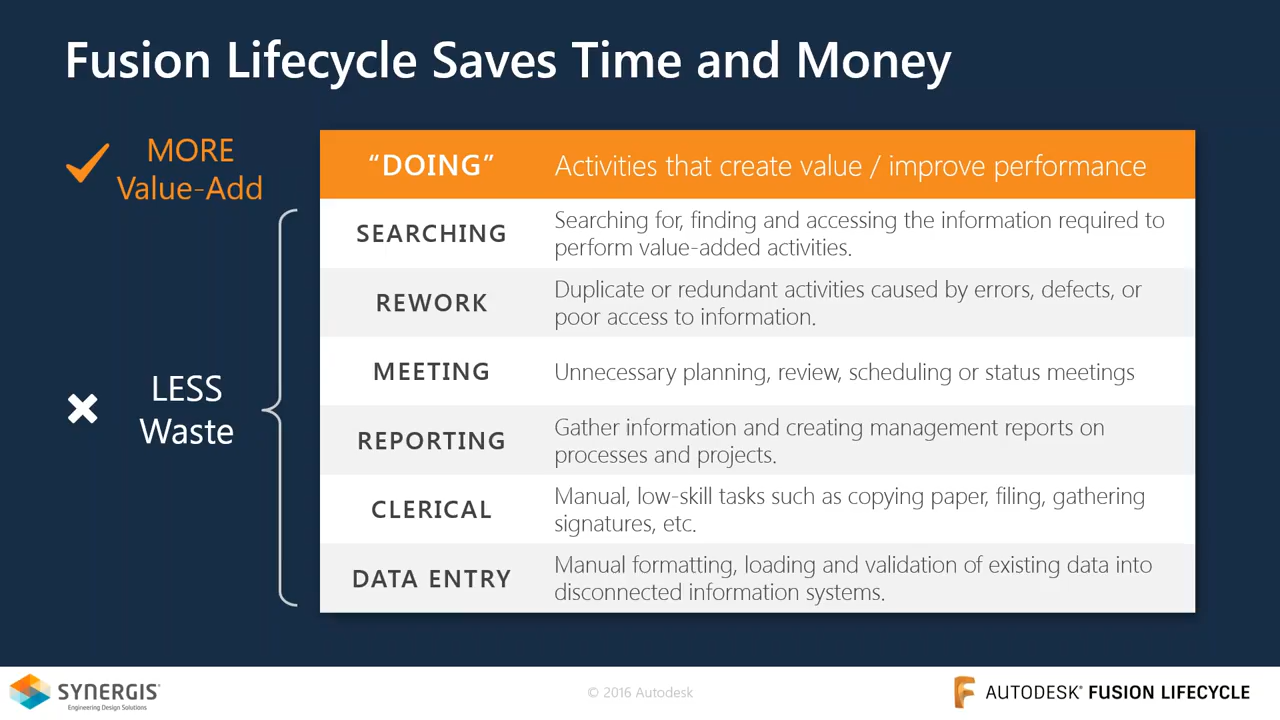 Fusion Lifecycle Saves Time and Money
MORE
Value-Add
“DOING”
Activities that create value / improve performance
SEARCHING
Searching for, finding and accessing the information required to
perform value-added activities.
REWORK
Duplicate or redundant activities caused by errors, defects, or
poor access to information.
LESS
Waste
MEETING
Unnecessary planning, review, scheduling or status meetings
REPORTING
Gather information and creating management reports on
processes and projects.
CLERICAL
Manual, low-skill tasks such as copying paper, filing, gathering
signatures, etc.
DATA ENTRY
Manual formatting, loading and validation of existing data into
disconnected information systems.
SYNERGIS
Engineering Design Solutions
© 2016 Autodesk
AUTODESK® FUSION LIFECYCLE